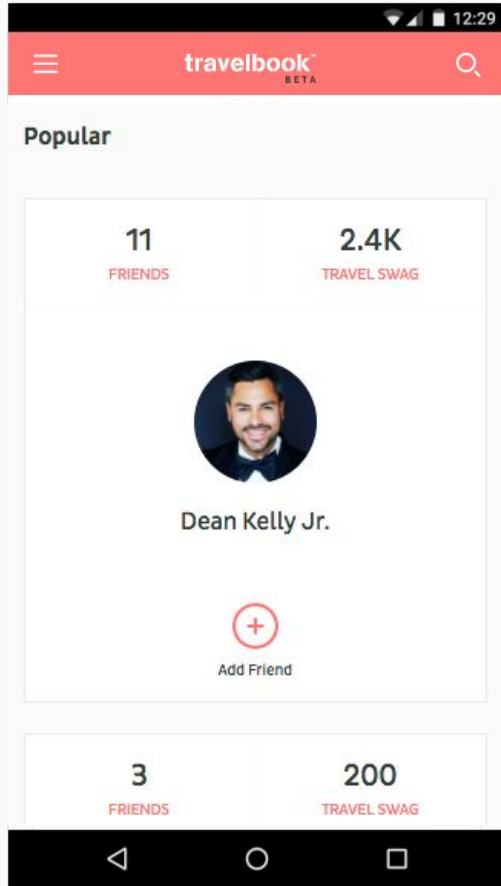 12:29
travelbook™
BETA
Popular
11 2.4K
FRIENDS TRAVEL SWAG
Dean Kelly Jr.
Add Friend
3 200
FRIENDS TRAVEL SWAG